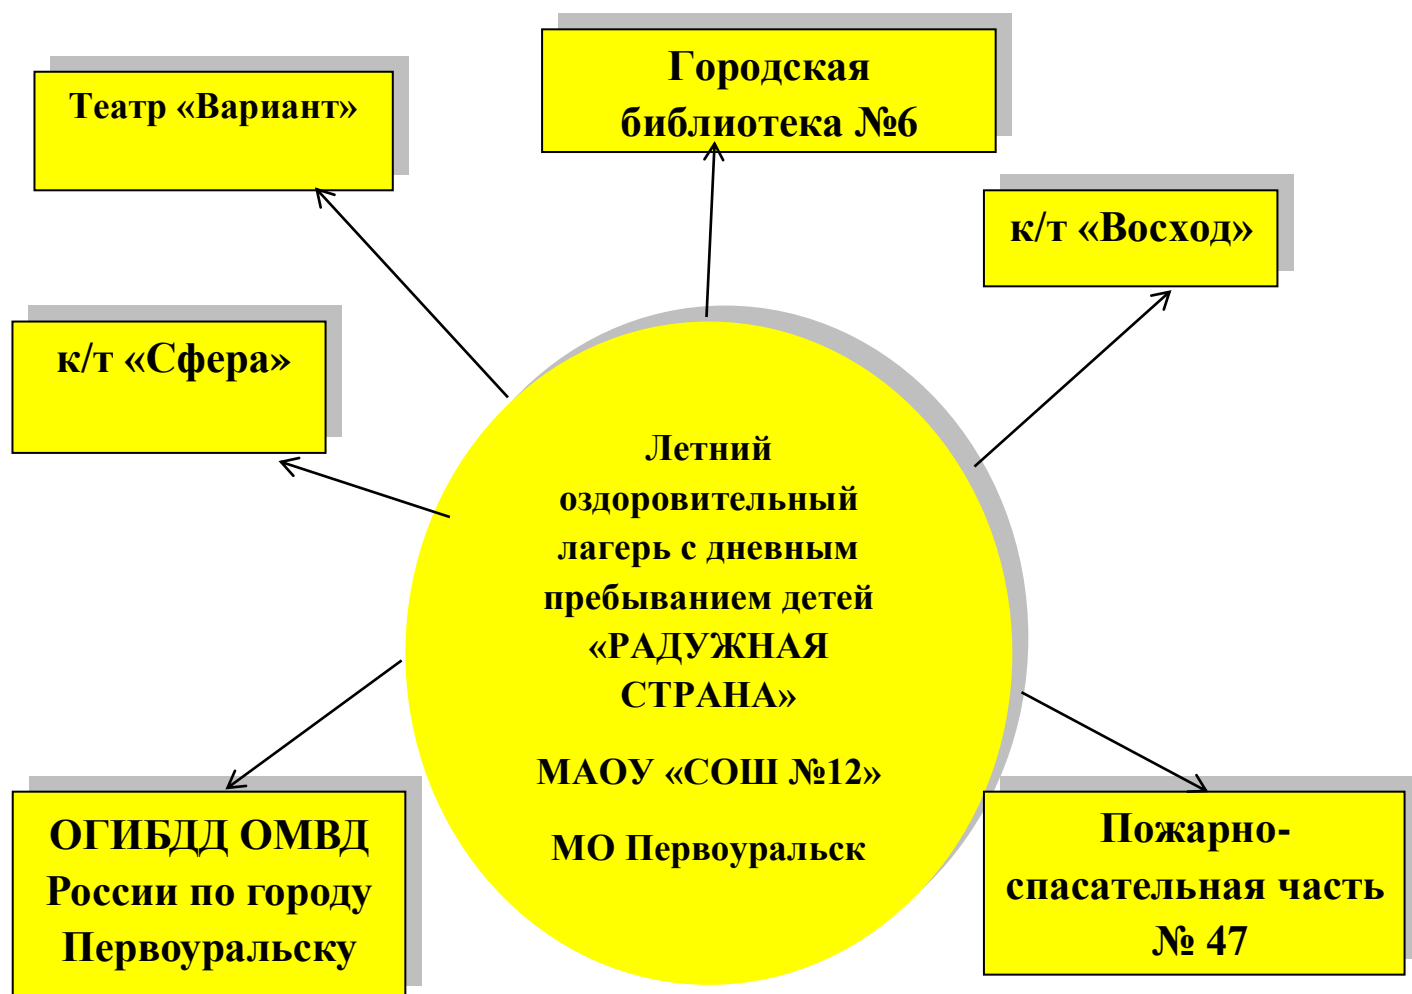 Городская
библиотека №6
Театр «Вариант»
к/т «Восход»
к/т «Сфера»
Летний
оздоровительный
лагерь с дневным
пребыванием детей
«РАДУЖНАЯ
СТРАНА»
МАОУ «СОШ №12»
МО Первоуральск
ОГИБДД ОМВД
России по городу
Первоуральску
Пожарно-
спасательная часть
№ 47